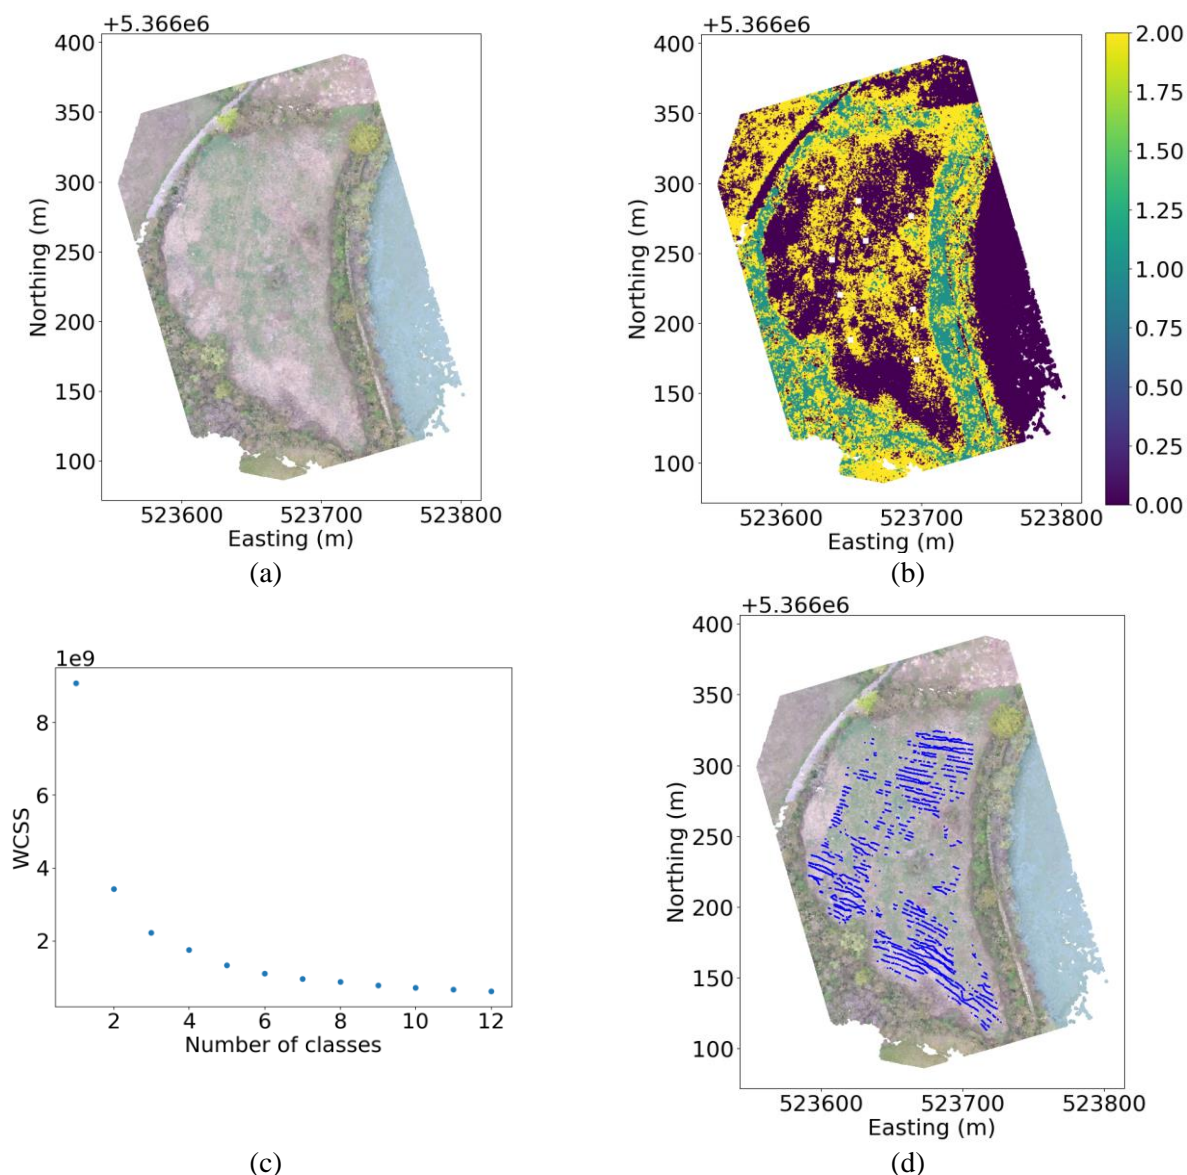 +5.366e6
400
350
300
250
200
150
100
Northing (m)
523600 523700 523800
Easting (m)
(a)
+5.366e6
400
350
300
250
200
150
100
Northing (m)
523600 523700 523800
Easting (m)
2.00
1.75
1.50
1.25
1.00
0.75
0.50
0.25
0.00
(b)
1e9
8
6
4
2
WCSS
2 4 6 8 10 12
Number of classes
(c)
+5.366e6
400
350
300
250
200
150
100
Northing (m)
523600 523700 523800
Easting (m)
(d)